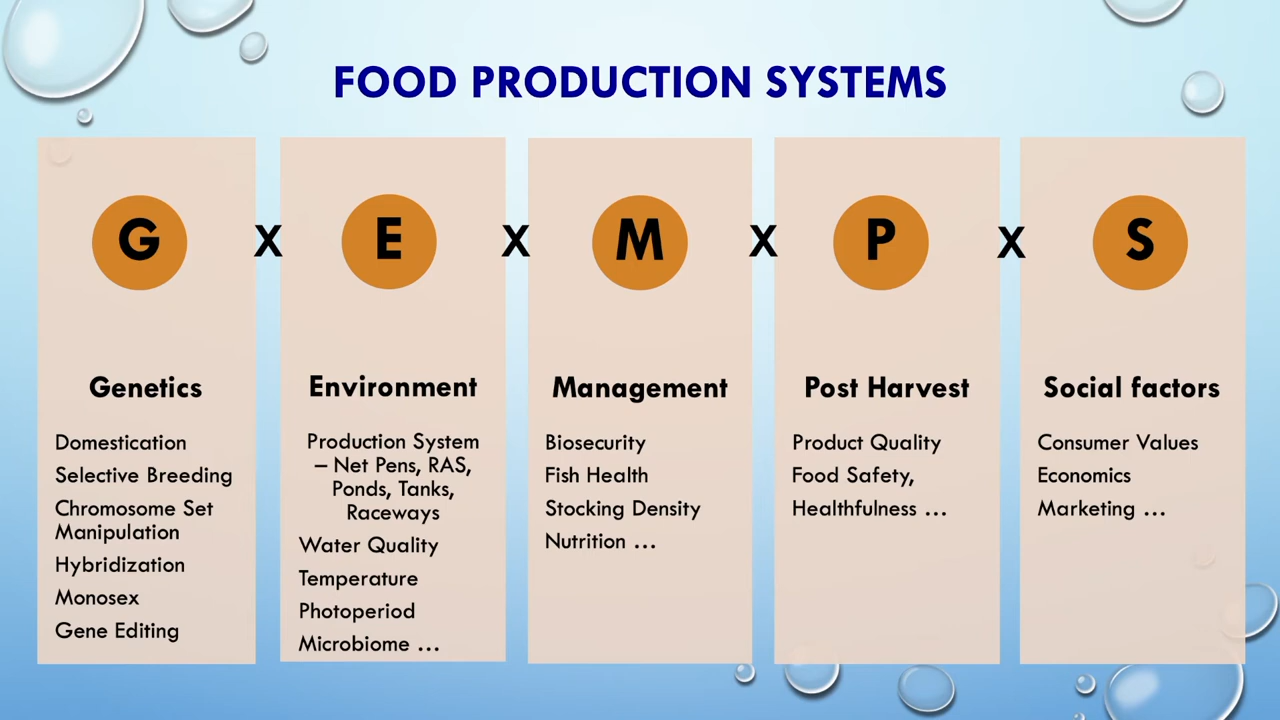 FOOD PRODUCTION SYSTEMS
G X E X M X P X S
Genetics
Domestication
Selective Breeding
Chromosome Set
Manipulation
Hybridization
Monosex
Gene Editing
Environment
Production System
– Net Pens, RAS,
Ponds, Tanks,
Raceways
Water Quality
Temperature
Photoperiod
Microbiome ...
Management
Biosecurity
Fish Health
Stocking Density
Nutrition ...
Post Harvest
Product Quality
Food Safety,
Healthfulness ...
Social factors
Consumer Values
Economics
Marketing ...